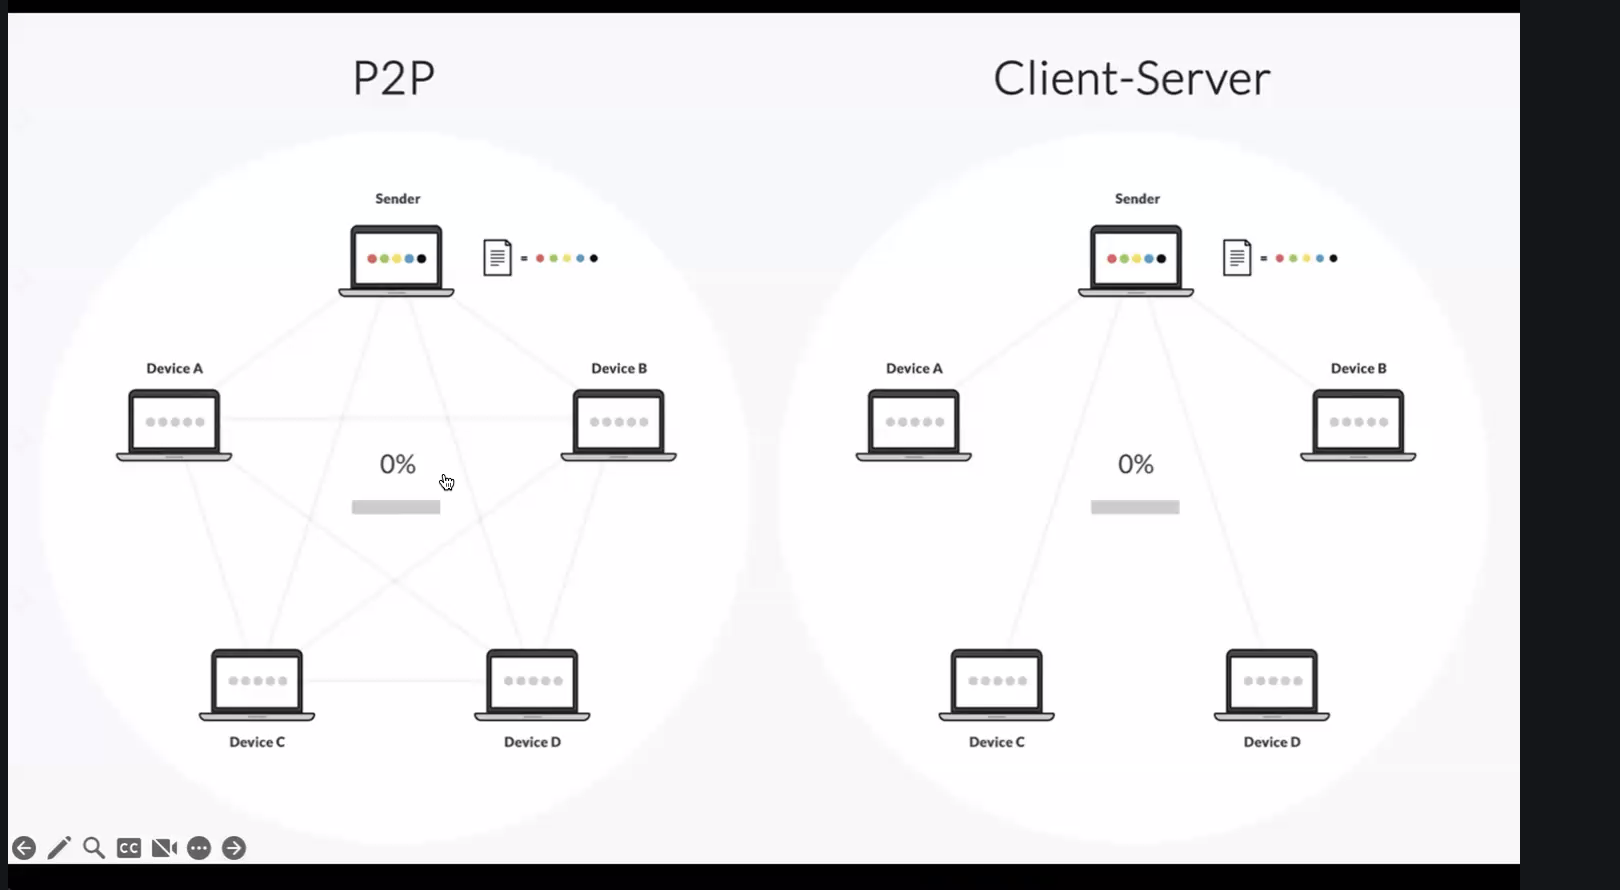 P2P
Client-Server
Sender
=
Sender
=
Device A
Device B
Device A
Device B
0%
0%
Device C
Device D
Device C
Device D
CC